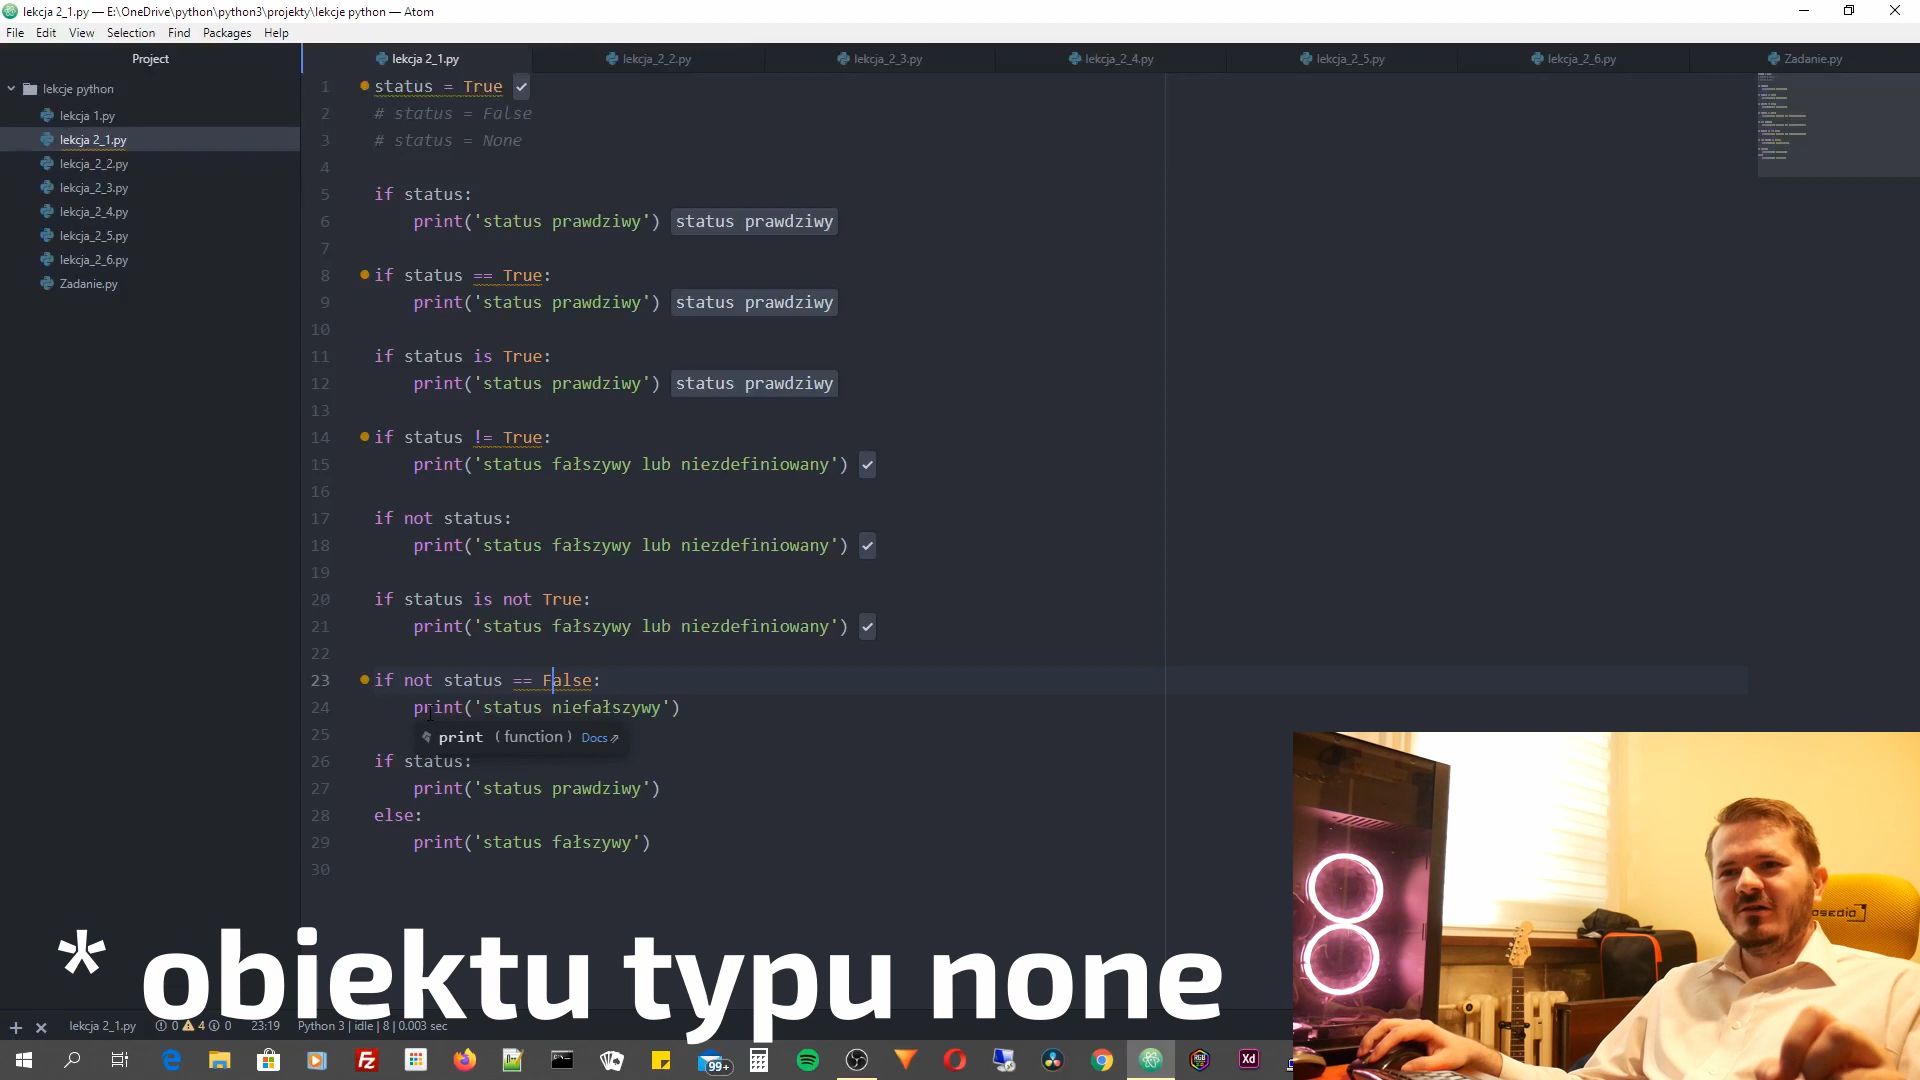 lekcja 2_1.py — E:\OneDrive\python\python3\projekty\lekcje python — Atom
File Edit View Selection Find Packages Help
Project
lekcje python
lekcja 1.py
lekcja 2_1.py
lekcja_2_2.py
lekcja_2_3.py
lekcja_2_4.py
lekcja_2_5.py
lekcja_2_6.py
Zadanie.py
lekcja 2_1.py lekcja_2_2.py lekcja_2_3.py lekcja_2_4.py lekcja_2_5.py lekcja_2_6.py Zadanie.py
1 status = True ✓
2 # status = False
3 # status = None
4
5 if status:
6 print('status prawdziwy') status prawdziwy
7
8 if status == True:
9 print('status prawdziwy') status prawdziwy
10
11 if status is True:
12 print('status prawdziwy') status prawdziwy
13
14 if status != True:
15 print('status fałszywy lub niezdefiniowany') ✓
16
17 if not status:
18 print('status fałszywy lub niezdefiniowany') ✓
19
20 if status is not True:
21 print('status fałszywy lub niezdefiniowany') ✓
22
23 if not status == False:
24 print('status niefałszywy')
25 print (function) Docs
26 if status:
27 print('status prawdziwy')
28 else:
29 print('status fałszywy')
30
* obiektu typu none
lekcja 2_1.py 0 4 0 23:19 Python 3 | idle | 8 | 0.003 sec
99+
Xd